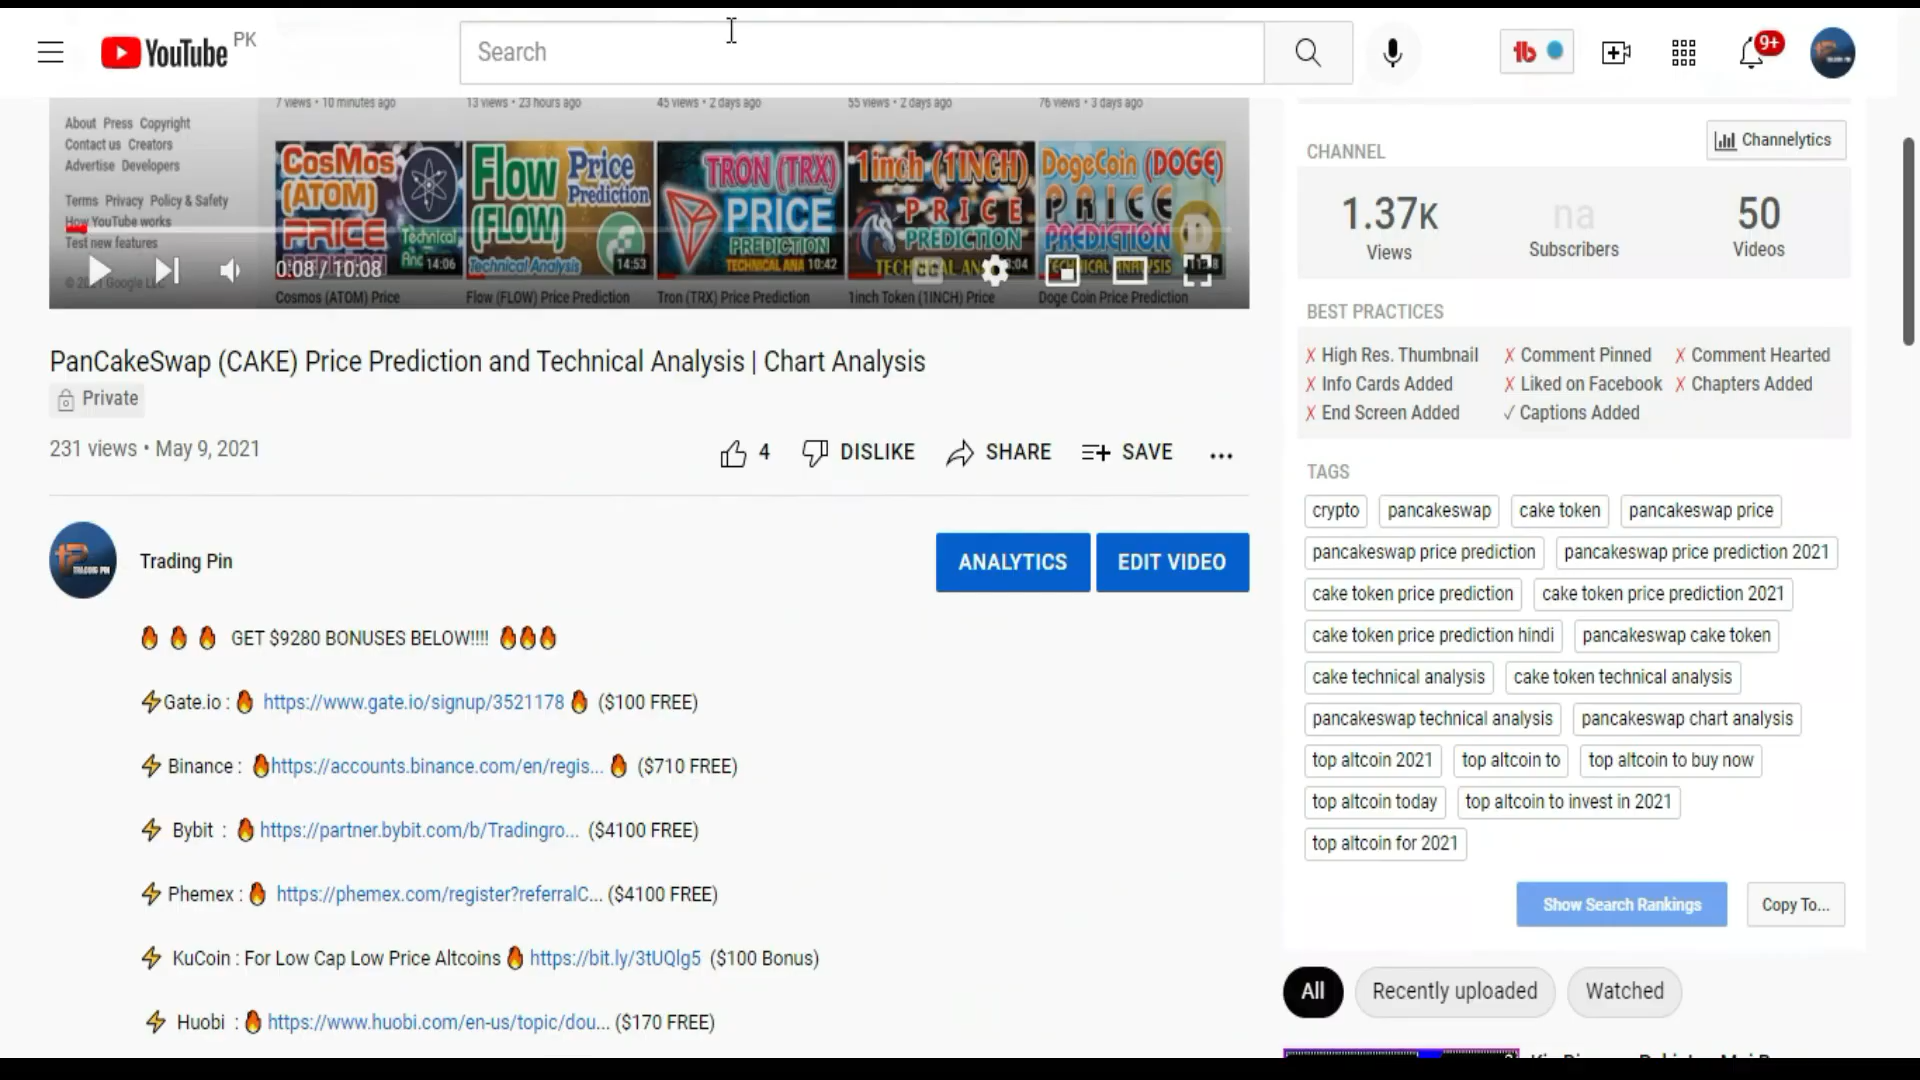 YouTube PK
Search
9+
7 views • 10 minutes ago
13 views • 23 hours ago
45 views • 2 days ago
55 views • 2 days ago
76 views • 3 days ago
About Press Copyright
Contact us Creators
Advertise Developers
Terms Privacy Policy & Safety
How YouTube works
Test new features
CosMos (ATOM) PRICE Technical 14:06
Flow (FLOW) Price Prediction Technical Analysis 14:53
TRON (TRX) PRICE PREDICTION TECHNICAL ANA 10:42
1inch (1INCH) PRICE PREDICTION
DogeCoin (DOGE) PRICE PREDICTION
0:08 / 10:08
Cosmos (ATOM) Price
Flow (FLOW) Price Prediction
Tron (TRX) Price Prediction
1inch Token (1INCH) Price
Doge Coin Price Prediction
PanCakeSwap (CAKE) Price Prediction and Technical Analysis | Chart Analysis
Private
231 views • May 9, 2021
4 DISLIKE SHARE SAVE ...
Trading Pin
ANALYTICS EDIT VIDEO
🔥 🔥 🔥 GET $9280 BONUSES BELOW!!!! 🔥🔥🔥
⚡Gate.io : 🔥 https://www.gate.io/signup/3521178 🔥 ($100 FREE)
⚡ Binance : 🔥https://accounts.binance.com/en/regis... 🔥 ($710 FREE)
⚡ Bybit : 🔥 https://partner.bybit.com/b/Tradingro... ($4100 FREE)
⚡ Phemex : 🔥 https://phemex.com/register?referralC... ($4100 FREE)
⚡ KuCoin : For Low Cap Low Price Altcoins 🔥 https://bit.ly/3tUQlg5 ($100 Bonus)
⚡ Huobi : 🔥 https://www.huobi.com/en-us/topic/dou... ($170 FREE)
CHANNEL
Channelytics
1.37K na 50
Views Subscribers Videos
BEST PRACTICES
✗ High Res. Thumbnail ✗ Comment Pinned ✗ Comment Hearted
✗ Info Cards Added ✗ Liked on Facebook ✗ Chapters Added
✗ End Screen Added ✓ Captions Added
TAGS
crypto pancakeswap cake token pancakeswap price
pancakeswap price prediction pancakeswap price prediction 2021
cake token price prediction cake token price prediction 2021
cake token price prediction hindi pancakeswap cake token
cake technical analysis cake token technical analysis
pancakeswap technical analysis pancakeswap chart analysis
top altcoin 2021 top altcoin to top altcoin to buy now
top altcoin today top altcoin to invest in 2021
top altcoin for 2021
Show Search Rankings Copy To...
All Recently uploaded Watched